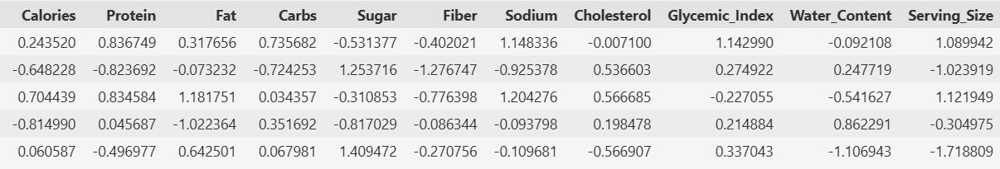 Calories Protein Fat Carbs Sugar Fiber Sodium Cholesterol Glycemic_Index Water_Content Serving_Size
0.243520 0.836749 0.317656 0.735682 -0.531377 -0.402021 1.148336 -0.007100 1.142990 -0.092108 1.089942
-0.648228 -0.823692 -0.073232 -0.724253 1.253716 -1.276747 -0.925378 0.536603 0.274922 0.247719 -1.023919
0.704439 0.834584 1.181751 0.034357 -0.310853 -0.776398 1.204276 0.566685 -0.227055 -0.541627 1.121949
-0.814990 0.045687 -1.022364 0.351692 -0.817029 -0.086344 -0.093798 0.198478 0.214884 0.862291 -0.304975
0.060587 -0.496977 0.642501 0.067981 1.409472 -0.270756 -0.109681 -0.566907 0.337043 -1.106943 -1.718809